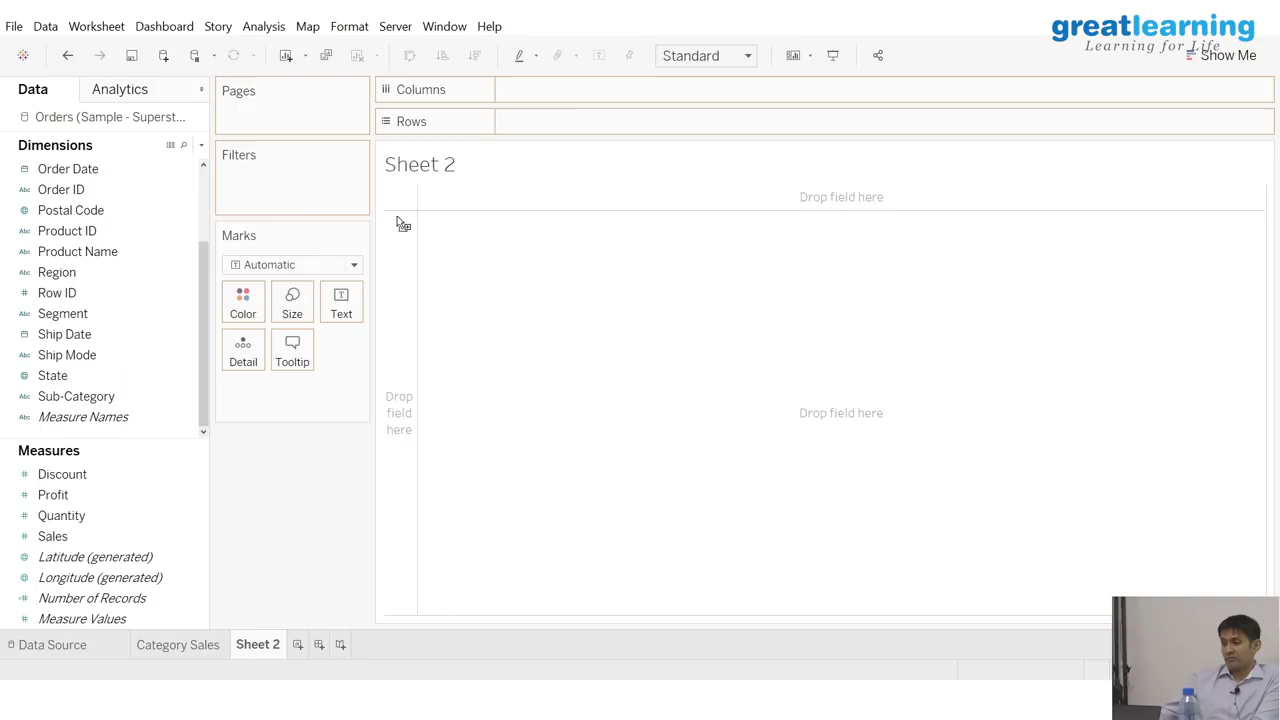 File Data Worksheet Dashboard Story Analysis Map Format Server Window Help
greatlearning
Learning for Life
Standard
Show Me
Data Analytics
Pages
Columns
Orders (Sample - Superst...
Rows
Dimensions
Filters
Sheet 2
Order Date
Order ID
Postal Code
Product ID
Product Name
Region
Row ID
Segment
Ship Date
Ship Mode
State
Sub-Category
Measure Names
Marks
Automatic
Color Size Text
Detail Tooltip
Drop field here
Drop
field
here
Drop field here
Measures
Discount
Profit
Quantity
Sales
Latitude (generated)
Longitude (generated)
Number of Records
Measure Values
Data Source Category Sales Sheet 2